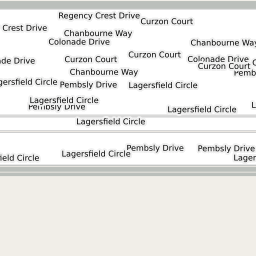 Regency Crest Drive
Curzon Court
Crest Drive
Chanbourne Way
Colonade Drive
Chanbourne Way
Curzon Court
Curzon Court
Colonade Drive
de Drive
Curzon Court
Chanbourne Way
Pemb
gersfield Circle
Pembsly Drive
Lagersfield Circle
Lagersfield Circle
Pembsly Drive
Lagersfield Circle
L
Lagersfield Circle
Pembsly Drive
Pembsly Drive
Lagersfield Circle
ield Circle
Lager